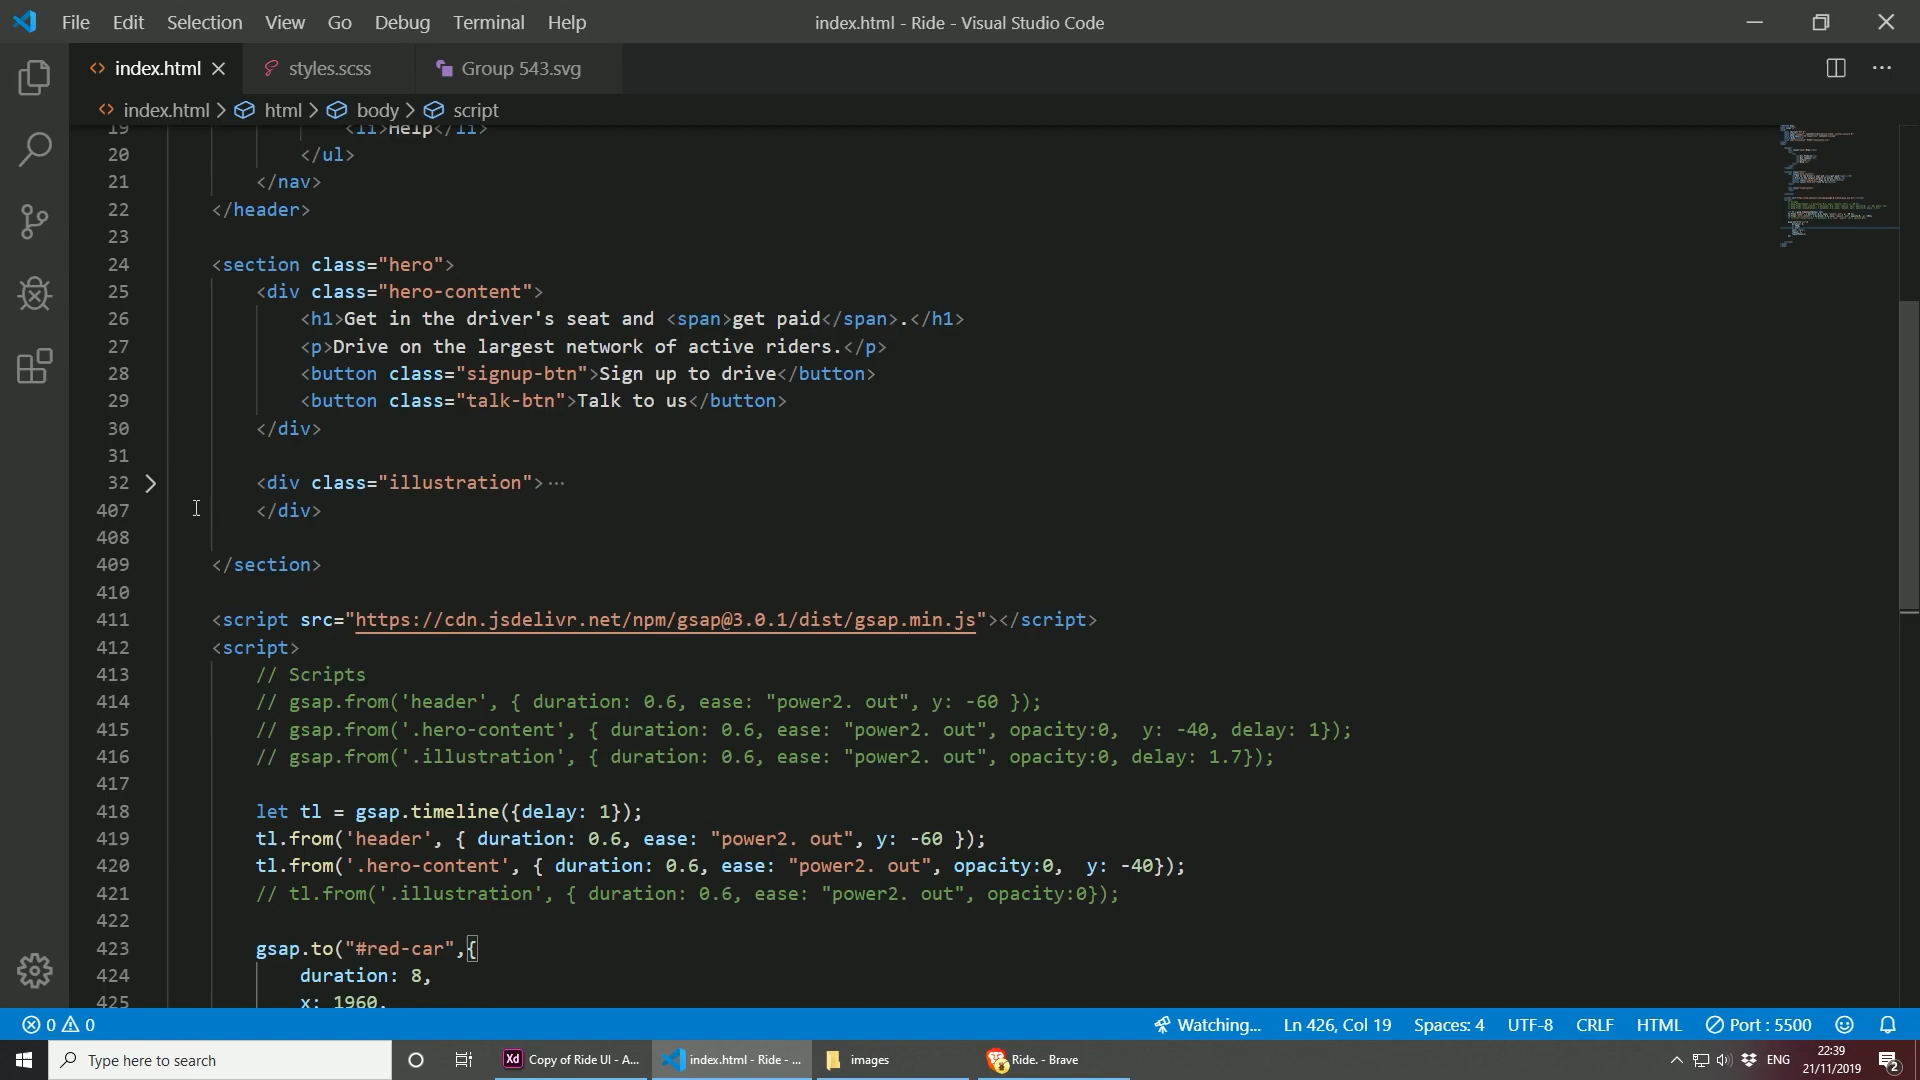 File Edit Selection View Go Debug Terminal Help
index.html - Ride - Visual Studio Code
index.html
styles.scss
Group 543.svg
index.html > html > body > script
19 <li>Help</li>
20 </ul>
21 </nav>
22 </header>
23
24 <section class="hero">
25 <div class="hero-content">
26 <h1>Get in the driver's seat and <span>get paid</span>.</h1>
27 <p>Drive on the largest network of active riders.</p>
28 <button class="signup-btn">Sign up to drive</button>
29 <button class="talk-btn">Talk to us</button>
30 </div>
31
32 <div class="illustration">···
407 </div>
408
409 </section>
410
411 <script src="https://cdn.jsdelivr.net/npm/gsap@3.0.1/dist/gsap.min.js"></script>
412 <script>
413 // Scripts
414 // gsap.from('header', { duration: 0.6, ease: "power2. out", y: -60 });
415 // gsap.from('.hero-content', { duration: 0.6, ease: "power2. out", opacity:0,  y: -40, delay: 1});
416 // gsap.from('.illustration', { duration: 0.6, ease: "power2. out", opacity:0, delay: 1.7});
417
418 let tl = gsap.timeline({delay: 1});
419 tl.from('header', { duration: 0.6, ease: "power2. out", y: -60 });
420 tl.from('.hero-content', { duration: 0.6, ease: "power2. out", opacity:0,  y: -40});
421 // tl.from('.illustration', { duration: 0.6, ease: "power2. out", opacity:0});
422
423 gsap.to("#red-car",{
424 duration: 8,
425 x: 1960,
0 0
Watching... Ln 426, Col 19 Spaces: 4 UTF-8 CRLF HTML Port : 5500
Type here to search
Xd Copy of Ride UI - A...
index.html - Ride - ...
images
Ride. - Brave
ENG
22:39
21/11/2019
2